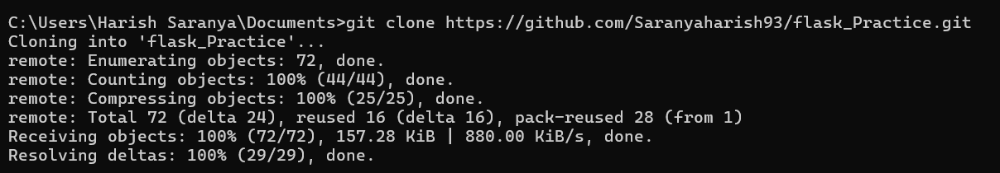 C:\Users\Harish Saranya\Documents>git clone https://github.com/Saranyaharish93/flask_Practice.git
Cloning into 'flask_Practice'...
remote: Enumerating objects: 72, done.
remote: Counting objects: 100% (44/44), done.
remote: Compressing objects: 100% (25/25), done.
remote: Total 72 (delta 24), reused 16 (delta 16), pack-reused 28 (from 1)
Receiving objects: 100% (72/72), 157.28 KiB | 880.00 KiB/s, done.
Resolving deltas: 100% (29/29), done.